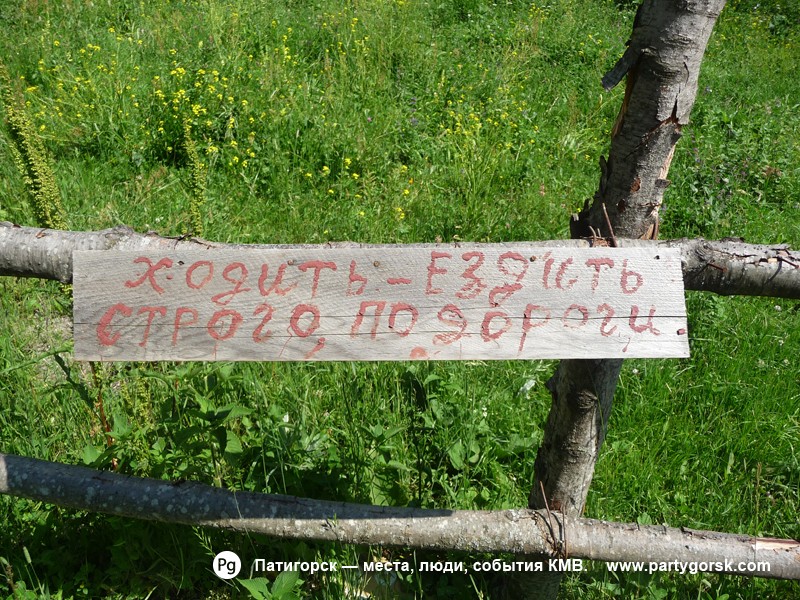 ходить – Ездить
строго, по дороги.
Pg Патигорск — места, люди, события КМВ. www.partygorsk.com